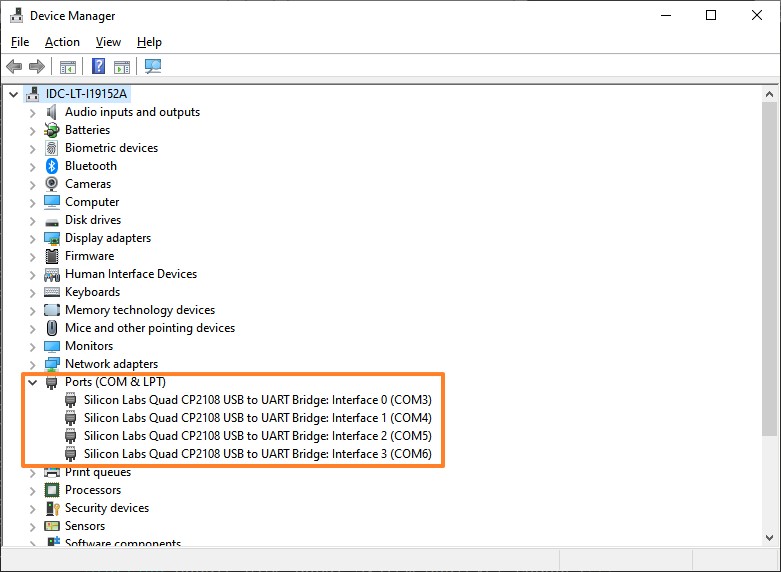 Device Manager
File Action View Help
IDC-LT-I19152A
Audio inputs and outputs
Batteries
Biometric devices
Bluetooth
Cameras
Computer
Disk drives
Display adapters
Firmware
Human Interface Devices
Keyboards
Memory technology devices
Mice and other pointing devices
Monitors
Network adapters
Ports (COM & LPT)
Silicon Labs Quad CP2108 USB to UART Bridge: Interface 0 (COM3)
Silicon Labs Quad CP2108 USB to UART Bridge: Interface 1 (COM4)
Silicon Labs Quad CP2108 USB to UART Bridge: Interface 2 (COM5)
Silicon Labs Quad CP2108 USB to UART Bridge: Interface 3 (COM6)
Print queues
Processors
Security devices
Sensors
Software components